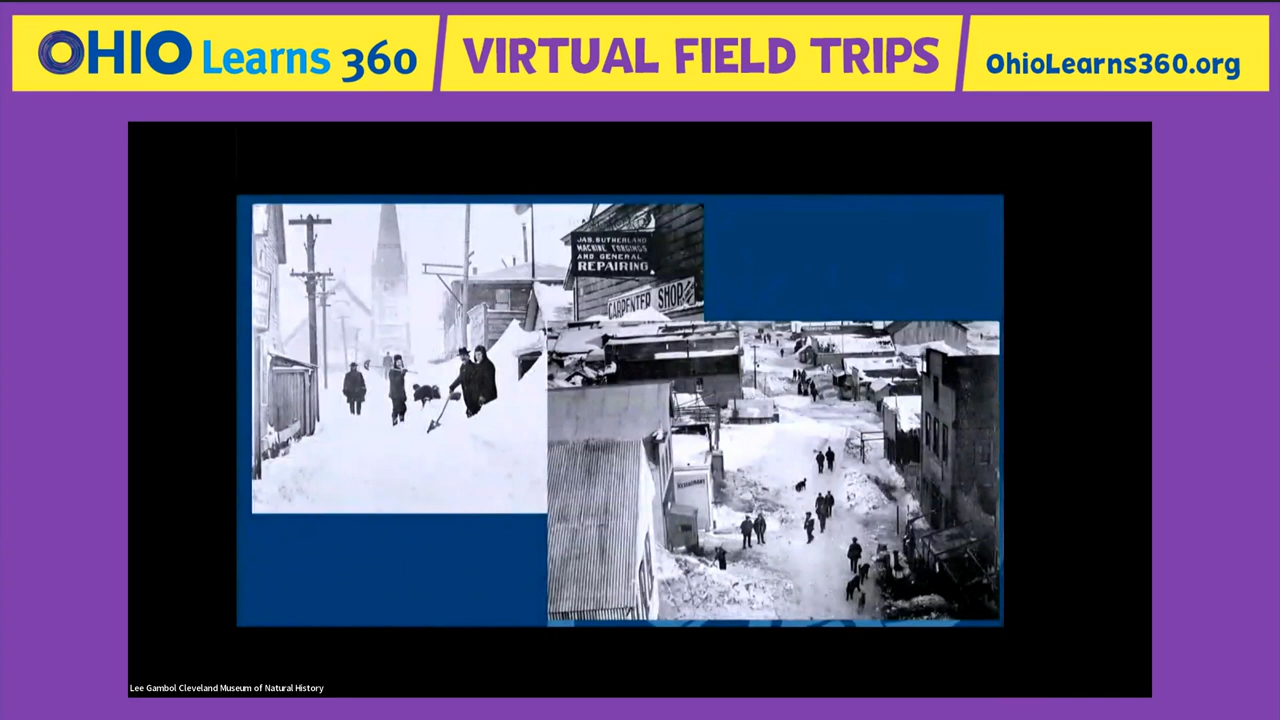 OHIO Learns 360
VIRTUAL FIELD TRIPS
OhioLearns360.org
JAS. SUTHERLAND
MACHINE FORGINGS
AND GENERAL
REPAIRING
CARPENTER SHOP
RESTAURANT
Lee Gambol Cleveland Museum of Natural History